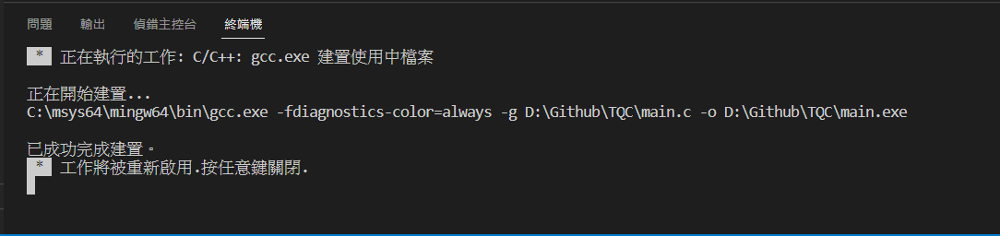 問題 輸出 偵錯主控台 終端機
* 正在執行的工作: C/C++: gcc.exe 建置使用中檔案
正在開始建置...
C:\msys64\mingw64\bin\gcc.exe -fdiagnostics-color=always -g D:\Github\TQC\main.c -o D:\Github\TQC\main.exe
已成功完成建置。
* 工作將被重新啟用.按任意鍵關閉.